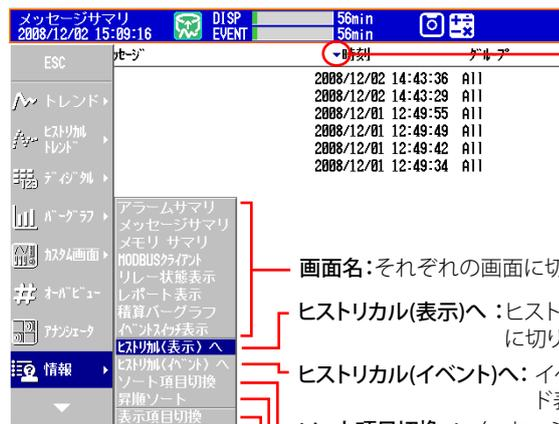 メッセージサマリ
2008/12/02 15:09:16
DISP
EVENT
56min
56min
ESC
ｯｾｰｼﾞ
時刻
ｸﾞﾙｰﾌﾟ
2008/12/02 14:43:36 All
2008/12/02 14:43:29 All
2008/12/01 12:49:55 All
2008/12/01 12:49:49 All
2008/12/01 12:49:42 All
2008/12/01 12:49:34 All
トレンド
ﾋｽﾄﾘｶﾙ
ﾄﾚﾝﾄﾞ
ﾃﾞｨｼﾞﾀﾙ
ﾊﾞｰｸﾞﾗﾌ
ｶｽﾀﾑ画面
ｵｰﾊﾞﾋﾞｭｰ
ｱﾅﾝｼｪｰﾀ
情報
アラームサマリ
メッセージサマリ
メモリ サマリ
MODBUSｸﾗｲｱﾝﾄ
リレー状態表示
レポート表示
積算バーグラフ
ｲﾍﾞﾝﾄｽｲｯﾁ表示
ﾋｽﾄﾘｶﾙ(表示) へ
ﾋｽﾄﾘｶﾙ(ｲﾍﾞﾝﾄ) へ
ソート項目切換
昇順ソート
表示項目切換
画面名：それぞれの画面に切
ヒストリカル(表示)へ ：ヒスト
に切り
ヒストリカル(イベント)へ：イベ
ド表